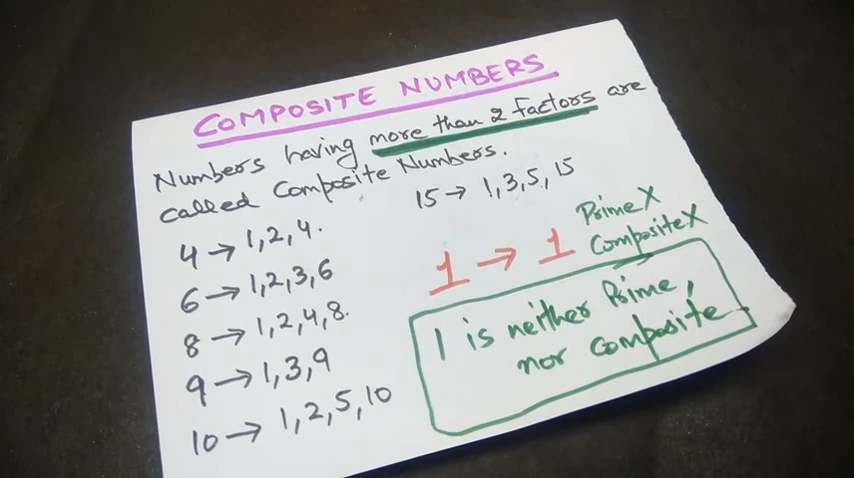 COMPOSITE NUMBERS
Numbers having more than 2 factors are
called Composite Numbers.
4 → 1, 2, 4.
6 → 1, 2, 3, 6
8 → 1, 2, 4, 8.
9 → 1, 3, 9
10 → 1, 2, 5, 10
15 → 1, 3, 5, 15
1 → 1
Prime X
Composite X
1 is neither Prime,
nor composite